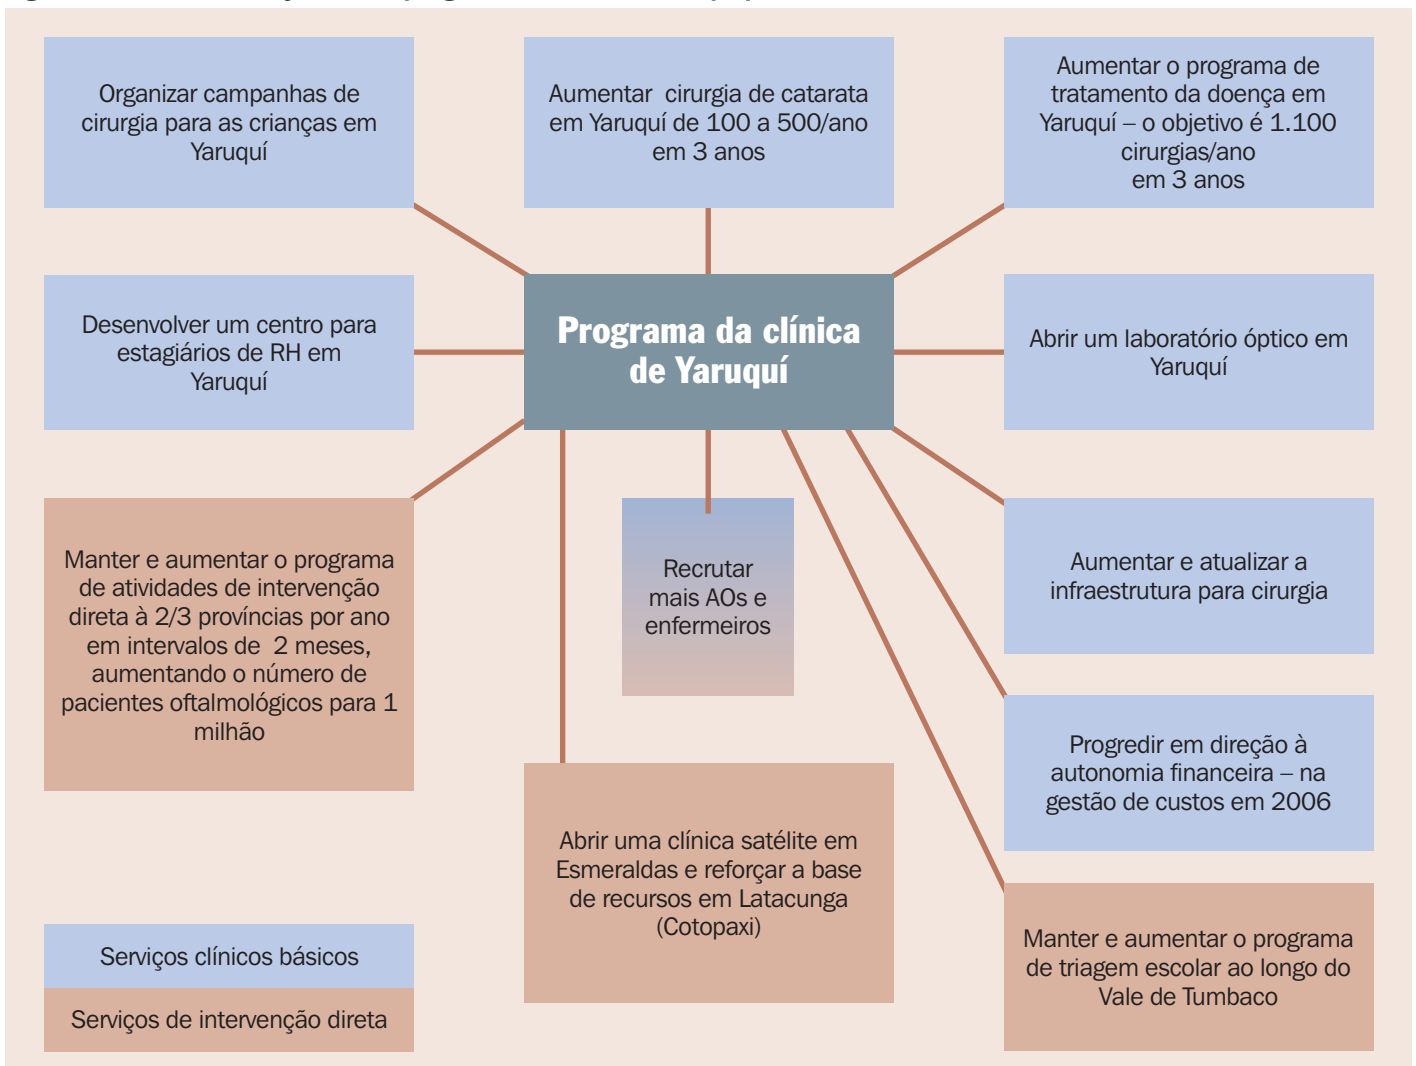 Organizar campanhas de
cirurgia para as crianças em
Yaruquí
Aumentar cirurgia de catarata
em Yaruquí de 100 a 500/ano
em 3 anos
Aumentar o programa de
tratamento da doença em
Yaruquí – o objetivo é 1.100
cirurgias/ano
em 3 anos
Desenvolver um centro para
estagiários de RH em
Yaruquí
Programa da clínica
de Yaruquí
Abrir um laboratório óptico em
Yaruquí
Manter e aumentar o programa
de atividades de intervenção
direta à 2/3 províncias por ano
em intervalos de 2 meses,
aumentando o número de
pacientes oftalmológicos para 1
milhão
Recrutar
mais AOs e
enfermeiros
Aumentar e atualizar a
infraestrutura para cirurgia
Progredir em direção à
autonomia financeira – na
gestão de custos em 2006
Abrir uma clínica satélite em
Esmeraldas e reforçar a base
de recursos em Latacunga
(Cotopaxi)
Manter e aumentar o programa
de triagem escolar ao longo do
Vale de Tumbaco
Serviços clínicos básicos
Serviços de intervenção direta